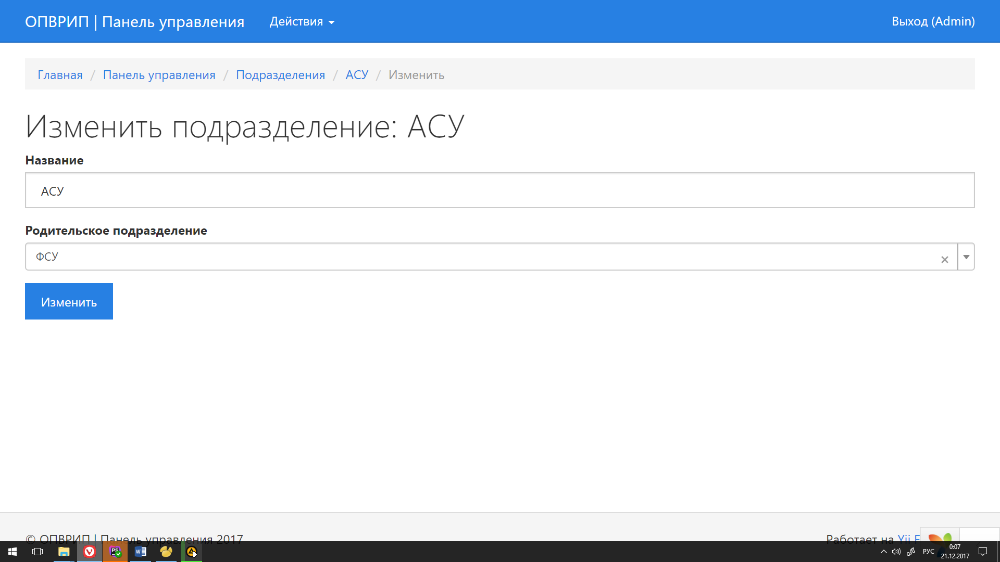 ОПВРИП | Панель управления Действия Выход (Admin)
Главная / Панель управления / Подразделения / АСУ / Изменить
Изменить подразделение: АСУ
Название
АСУ
Родительское подразделение
ФСУ
Изменить
© ОПВРИП | Панель управления 2017 Работает на Yii
РУС 0:07
21.12.2017